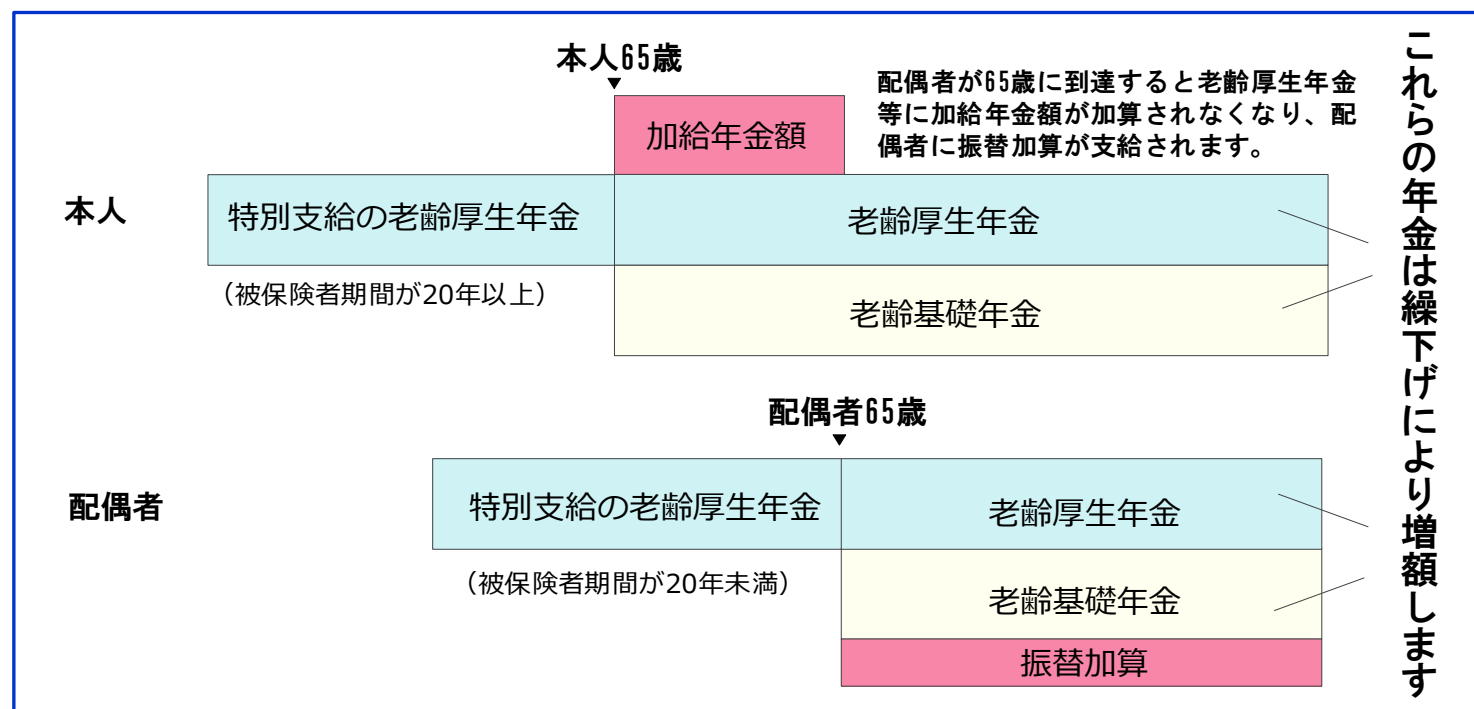 本人65歳
加給年金額
配偶者が65歳に到達すると老齢厚生年金
等に加給年金額が加算されなくなり、配
偶者に振替加算が支給されます。
本人
特別支給の老齢厚生年金
老齢厚生年金
（被保険者期間が20年以上）
老齢基礎年金
配偶者65歳
配偶者
特別支給の老齢厚生年金
老齢厚生年金
（被保険者期間が20年未満）
老齢基礎年金
振替加算
これらの年金は繰下げにより増額します